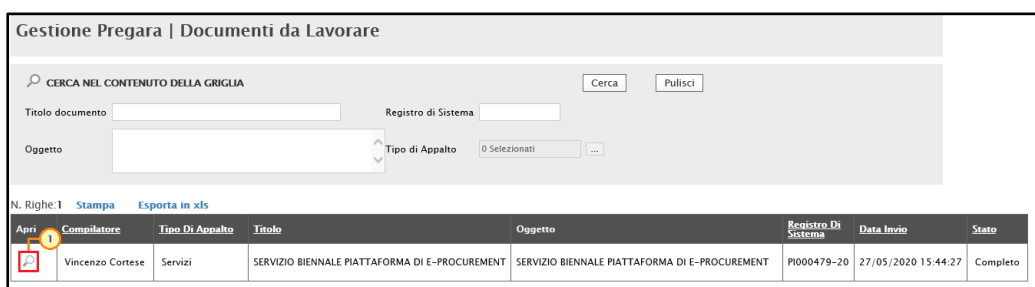 Gestione Pregara | Documenti da Lavorare
CERCA NEL CONTENUTO DELLA GRIGLIA Cerca Pulisci
Titolo documento Registro di Sistema
Oggetto Tipo di Appalto 0 Selezionati ...
N. Righe:1 Stampa Esporta in xls
Apri Compilatore Tipo Di Appalto Titolo Oggetto Registro Di Sistema Data Invio Stato
1
Vincenzo Cortese Servizi SERVIZIO BIENNALE PIATTAFORMA DI E-PROCUREMENT SERVIZIO BIENNALE PIATTAFORMA DI E-PROCUREMENT PI000479-20 27/05/2020 15:44:27 Completo